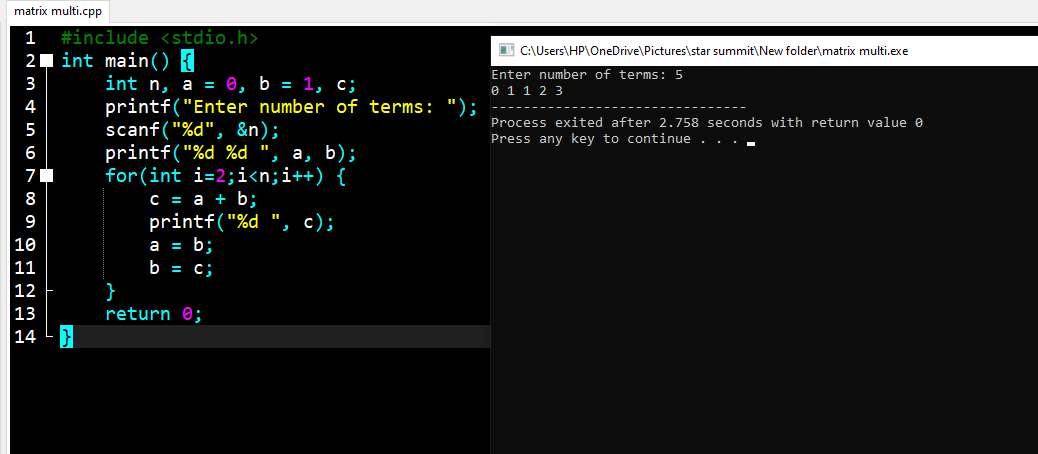 matrix multi.cpp
1 #include <stdio.h>
2 int main() {
3 int n, a = 0, b = 1, c;
4 printf("Enter number of terms: ");
5 scanf("%d", &n);
6 printf("%d %d ", a, b);
7 for(int i=2;i<n;i++) {
8 c = a + b;
9 printf("%d ", c);
10 a = b;
11 b = c;
12 }
13 return 0;
14 }
C:\Users\HP\OneDrive\Pictures\star summit\New folder\matrix multi.exe
Enter number of terms: 5
0 1 1 2 3
--------------------------------
Process exited after 2.758 seconds with return value 0
Press any key to continue . . .